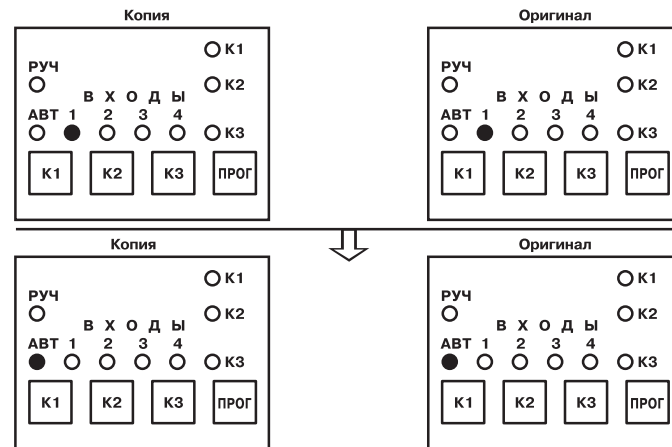 Копия
К1
РУЧ
К2
В Х О Д Ы
АВТ 1 2 3 4
К3
К1 К2 К3 ПРОГ
Оригинал
К1
РУЧ
К2
В Х О Д Ы
АВТ 1 2 3 4
К3
К1 К2 К3 ПРОГ
Копия
К1
РУЧ
К2
В Х О Д Ы
АВТ 1 2 3 4
К3
К1 К2 К3 ПРОГ
Оригинал
К1
РУЧ
К2
В Х О Д Ы
АВТ 1 2 3 4
К3
К1 К2 К3 ПРОГ